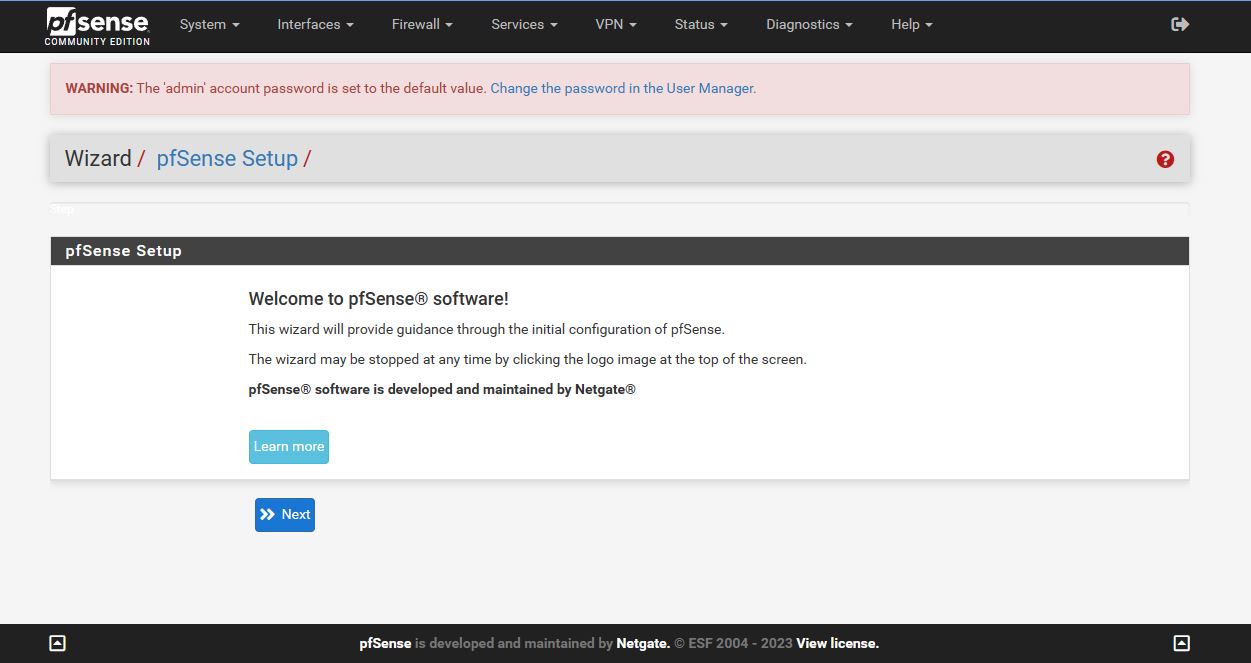 pfsense
COMMUNITY EDITION
System Interfaces Firewall Services VPN Status Diagnostics Help
WARNING: The 'admin' account password is set to the default value. Change the password in the User Manager.
Wizard / pfSense Setup /
Step
pfSense Setup
Welcome to pfSense® software!
This wizard will provide guidance through the initial configuration of pfSense.
The wizard may be stopped at any time by clicking the logo image at the top of the screen.
pfSense® software is developed and maintained by Netgate®
Learn more
Next
pfSense is developed and maintained by Netgate. © ESF 2004 - 2023 View license.